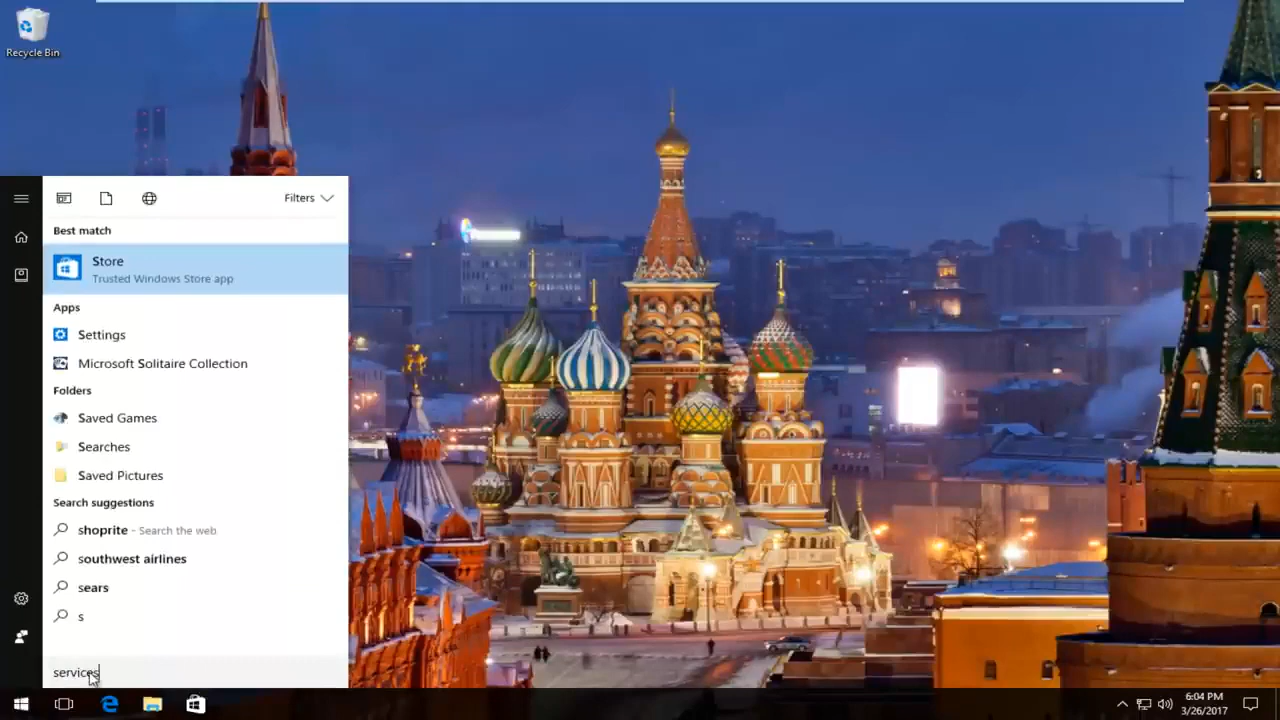 Recycle Bin
Filters
Best match
Store
Trusted Windows Store app
Apps
Settings
Microsoft Solitaire Collection
Folders
Saved Games
Searches
Saved Pictures
Search suggestions
shoprite - Search the web
southwest airlines
sears
s
services
6:04 PM
3/26/2017